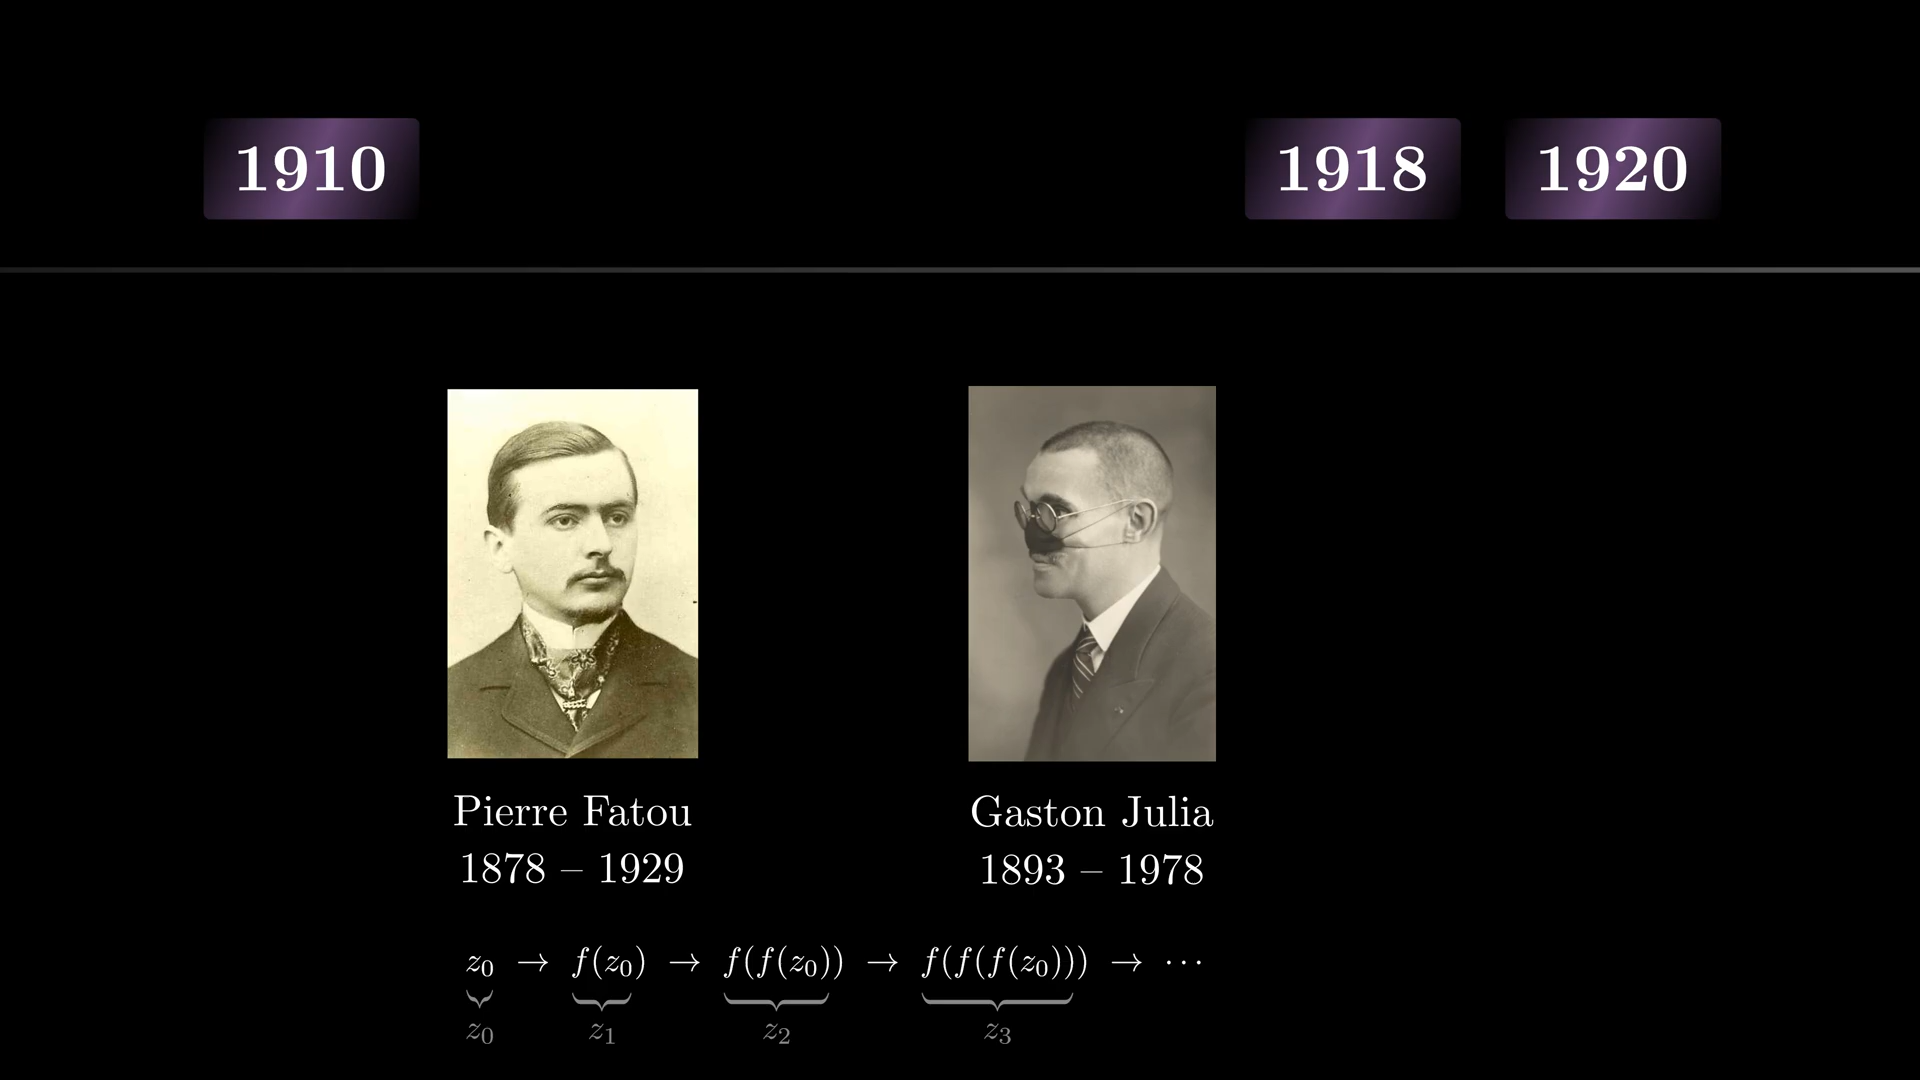 1910 1918 1920
Pierre Fatou Gaston Julia
1878 – 1929 1893 – 1978
z₀ → f(z₀) → f(f(z₀)) → f(f(f(z₀))) → ⋯
z₀ z₁ z₂ z₃